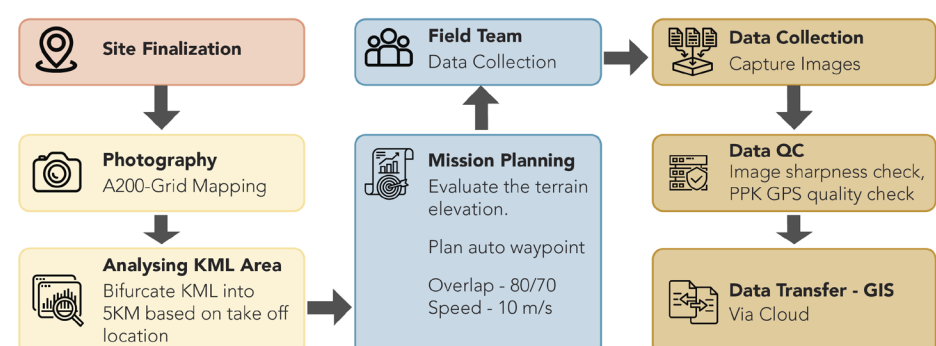 Site Finalization
Photography
A200-Grid Mapping
Analysing KML Area
Bifurcate KML into
5KM based on take off
location
Mission Planning
Evaluate the terrain
elevation.
Plan auto waypoint
Overlap - 80/70
Speed - 10 m/s
Field Team
Data Collection
Data Collection
Capture Images
Data QC
Image sharpness check,
PPK GPS quality check
Data Transfer - GIS
Via Cloud